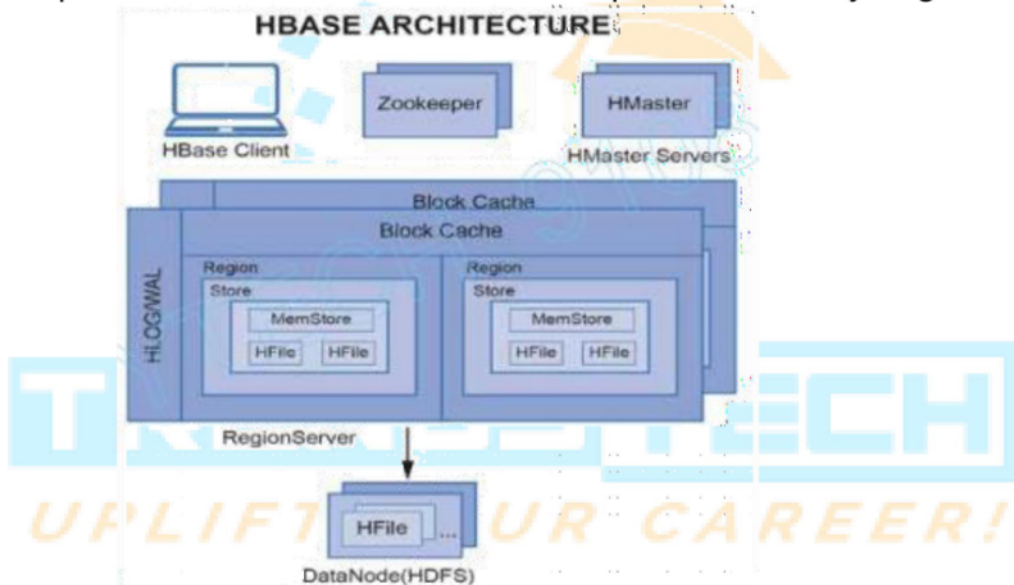 HBASE ARCHITECTURE
Zookeeper
HMaster
HBase Client
HMaster Servers
Block Cache
Block Cache
HLOG/WAL
Region
Region
Store
Store
MemStore
MemStore
HFile HFile
HFile HFile
RegionServer
HFile ...
DataNode(HDFS)
UPLIFT UR CAREER!